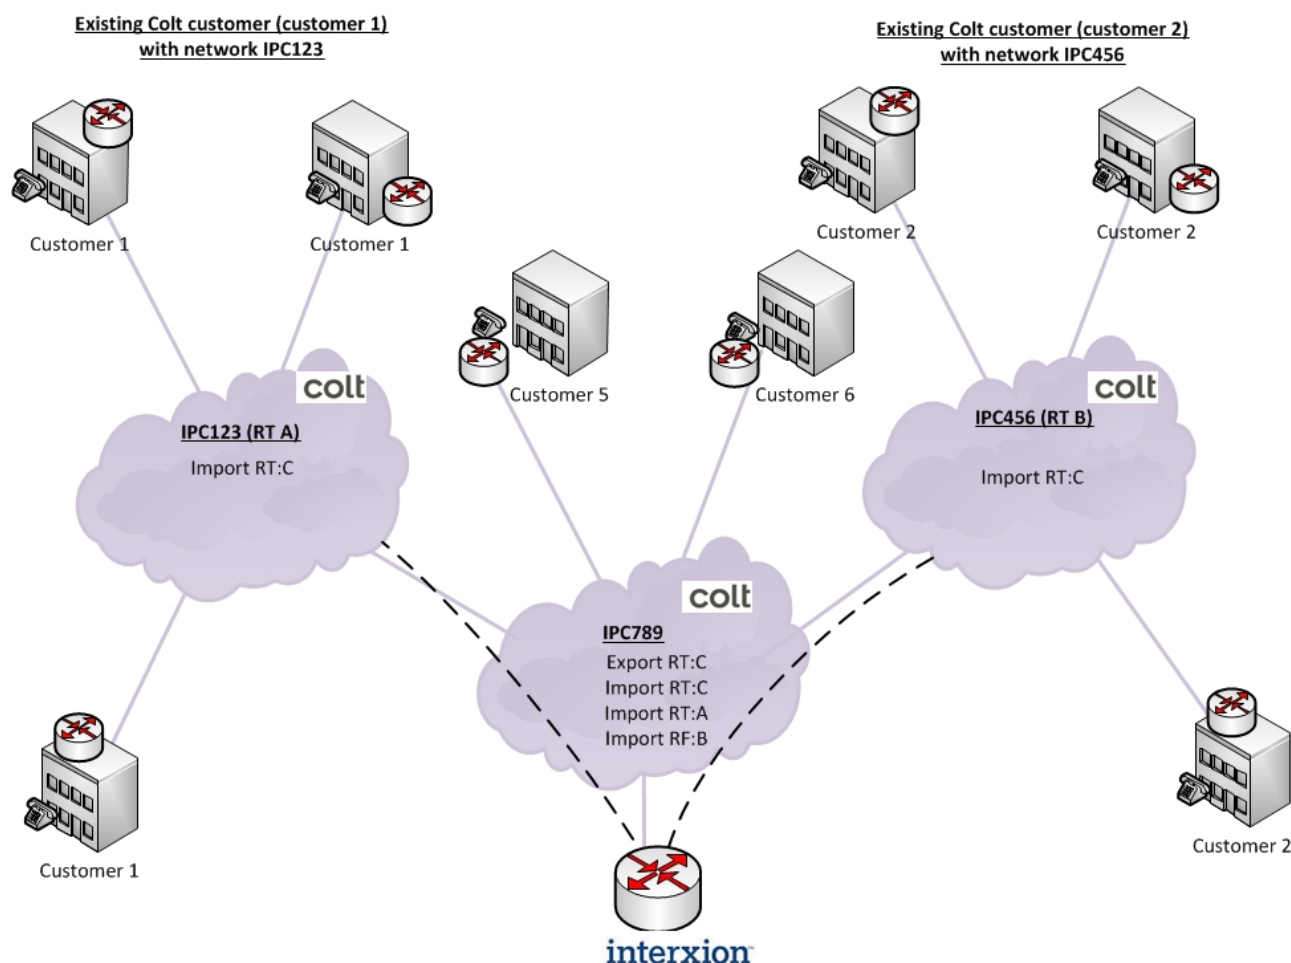 Existing Colt customer (customer 1)
with network IPC123
Existing Colt customer (customer 2)
with network IPC456
Customer 1
Customer 1
Customer 2
Customer 2
Customer 5
Customer 6
colt
IPC123 (RT A)
Import RT:C
colt
IPC456 (RT B)
Import RT:C
colt
IPC789
Export RT:C
Import RT:C
Import RT:A
Import RF:B
Customer 1
Customer 2
interxion